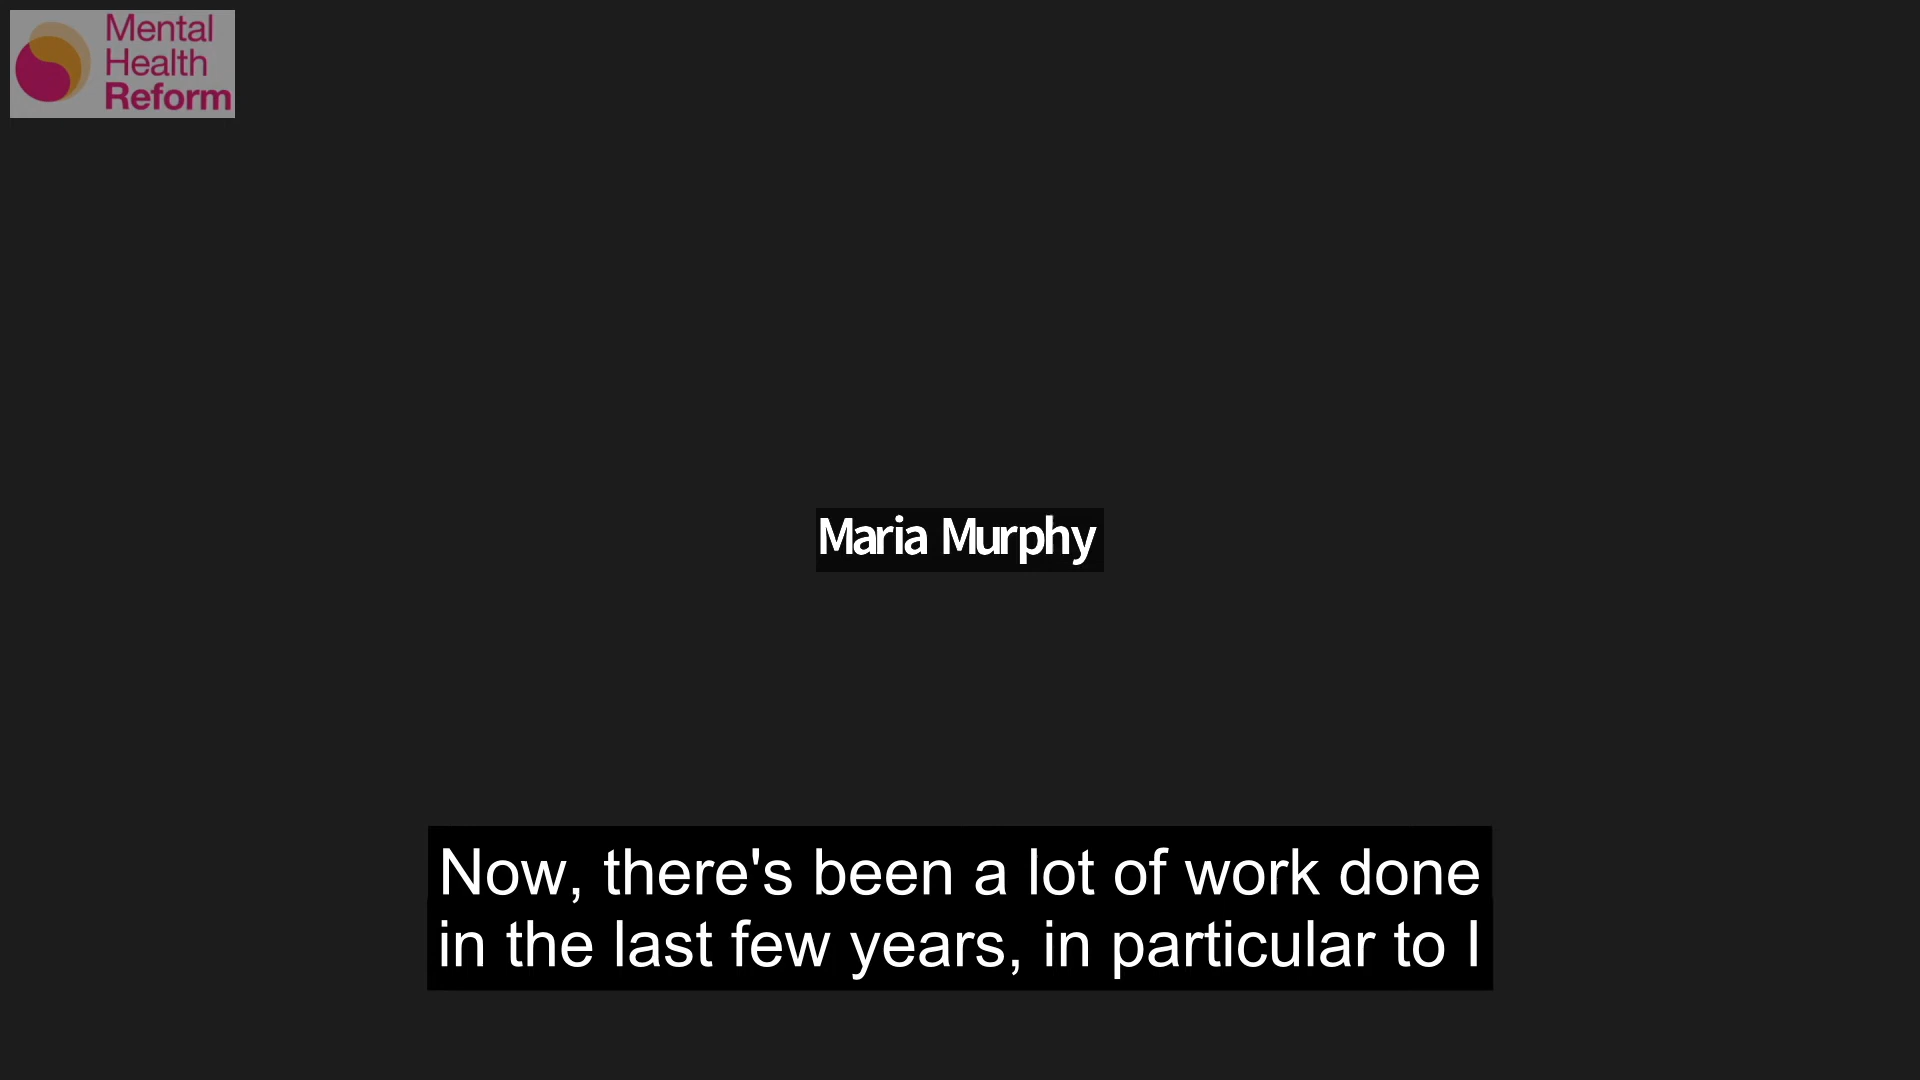 Mental
Health
Reform
Maria Murphy
Now, there's been a lot of work done
in the last few years, in particular to I